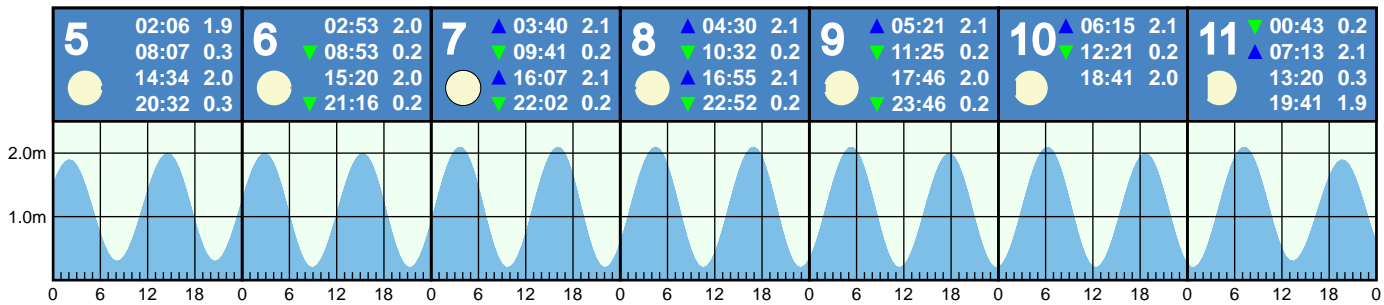 5
02:06 1.9
08:07 0.3
14:34 2.0
20:32 0.3
6
02:53 2.0
▼ 08:53 0.2
15:20 2.0
▼ 21:16 0.2
7
▲ 03:40 2.1
▼ 09:41 0.2
▲ 16:07 2.1
▼ 22:02 0.2
8
▲ 04:30 2.1
▼ 10:32 0.2
▲ 16:55 2.1
▼ 22:52 0.2
9
▲ 05:21 2.1
▼ 11:25 0.2
17:46 2.0
▼ 23:46 0.2
10
▲ 06:15 2.1
▼ 12:21 0.2
18:41 2.0
11
▼ 00:43 0.2
▲ 07:13 2.1
13:20 0.3
19:41 1.9
2.0m
1.0m
0 6 12 18 0 6 12 18 0 6 12 18 0 6 12 18 0 6 12 18 0 6 12 18 0 6 12 18 0